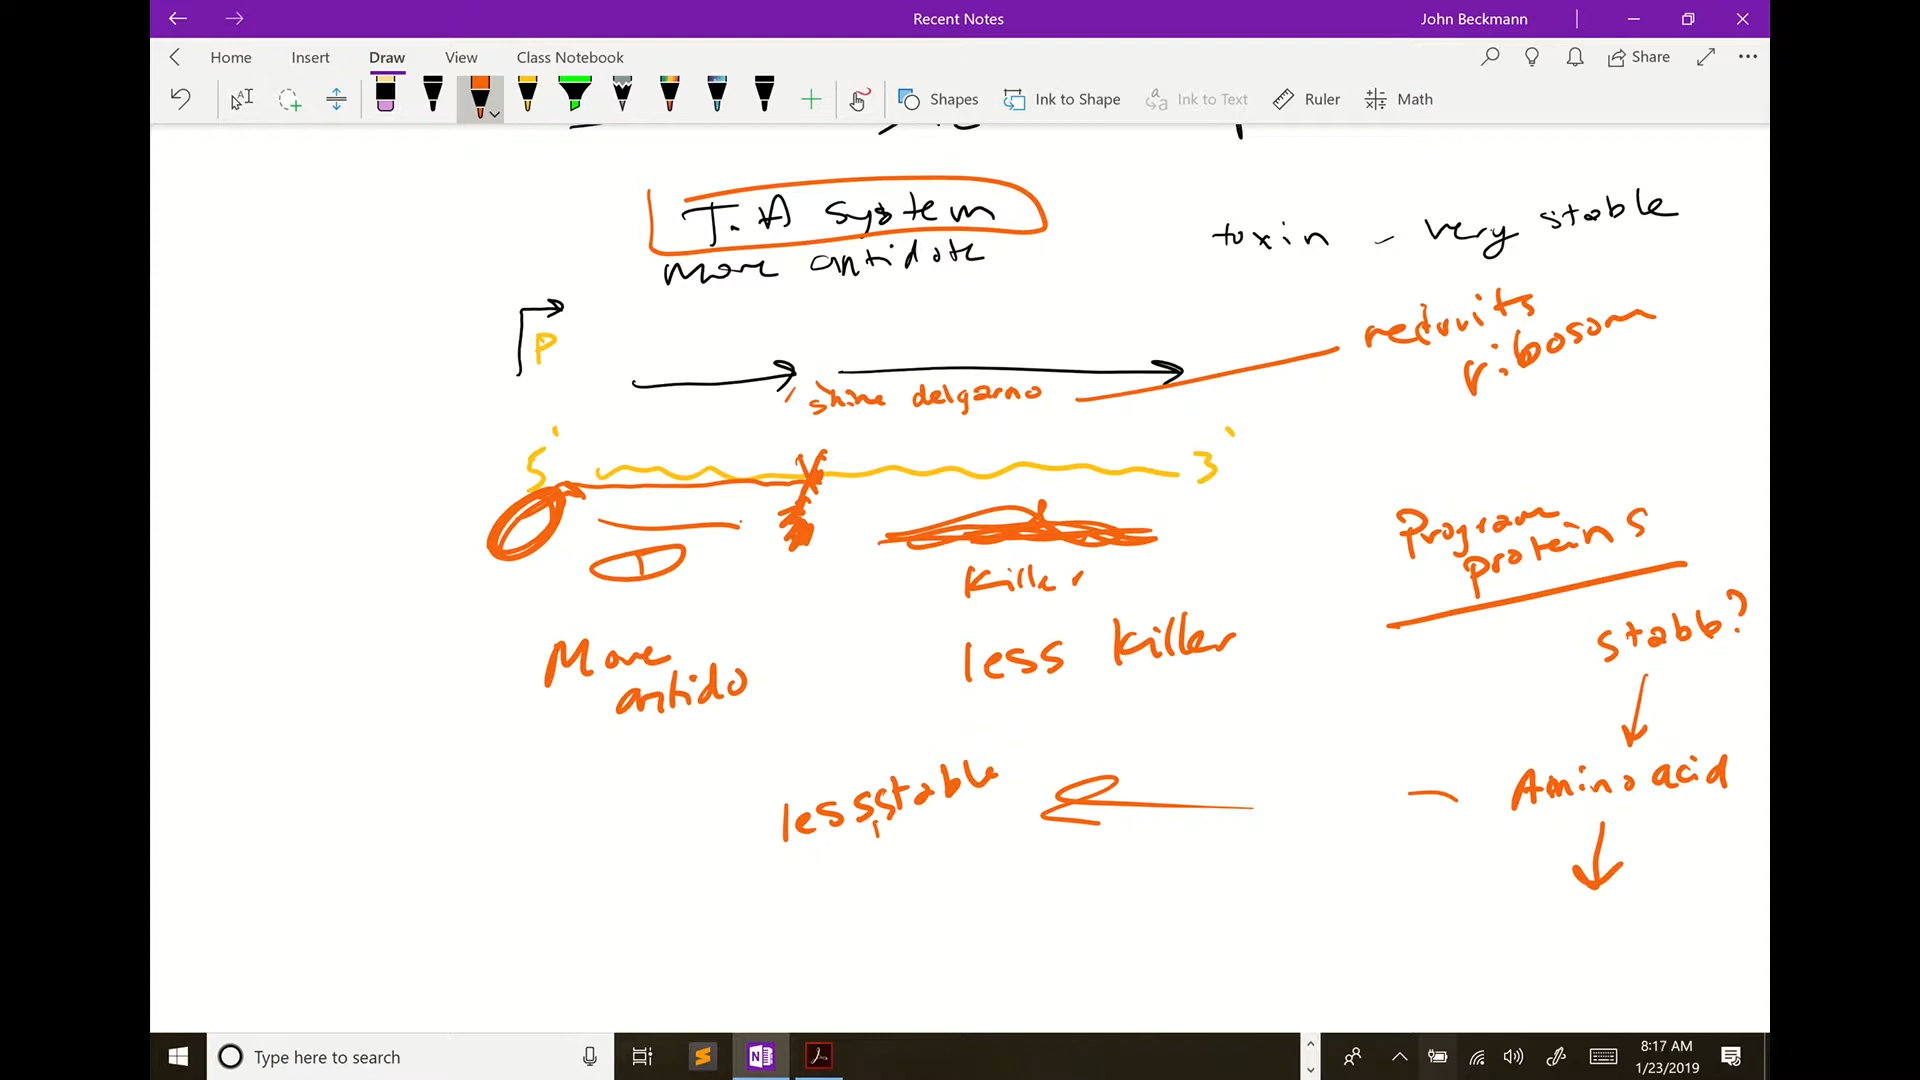 Recent Notes
John Beckmann
Home
Insert
Draw
View
Class Notebook
Share
Shapes
Ink to Shape
Ink to Text
Ruler
Math
T.A system
more antidote
toxin - very stable
P
recruits
ribosom
shine delgarno
5'
3'
Program
proteins
Killer
stabb?
More
antido
less Killer
less stable
Amino acid
Type here to search
8:17 AM
1/23/2019